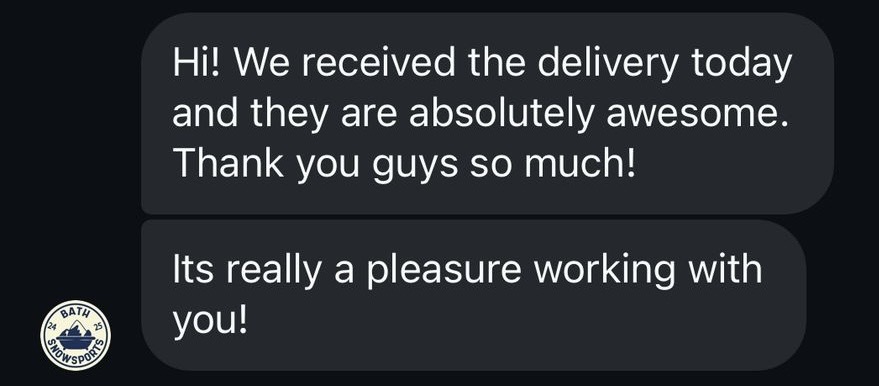 Hi! We received the delivery today
and they are absolutely awesome.
Thank you guys so much!
Its really a pleasure working with
you!
BATH
24 25
SNOWSPORTS